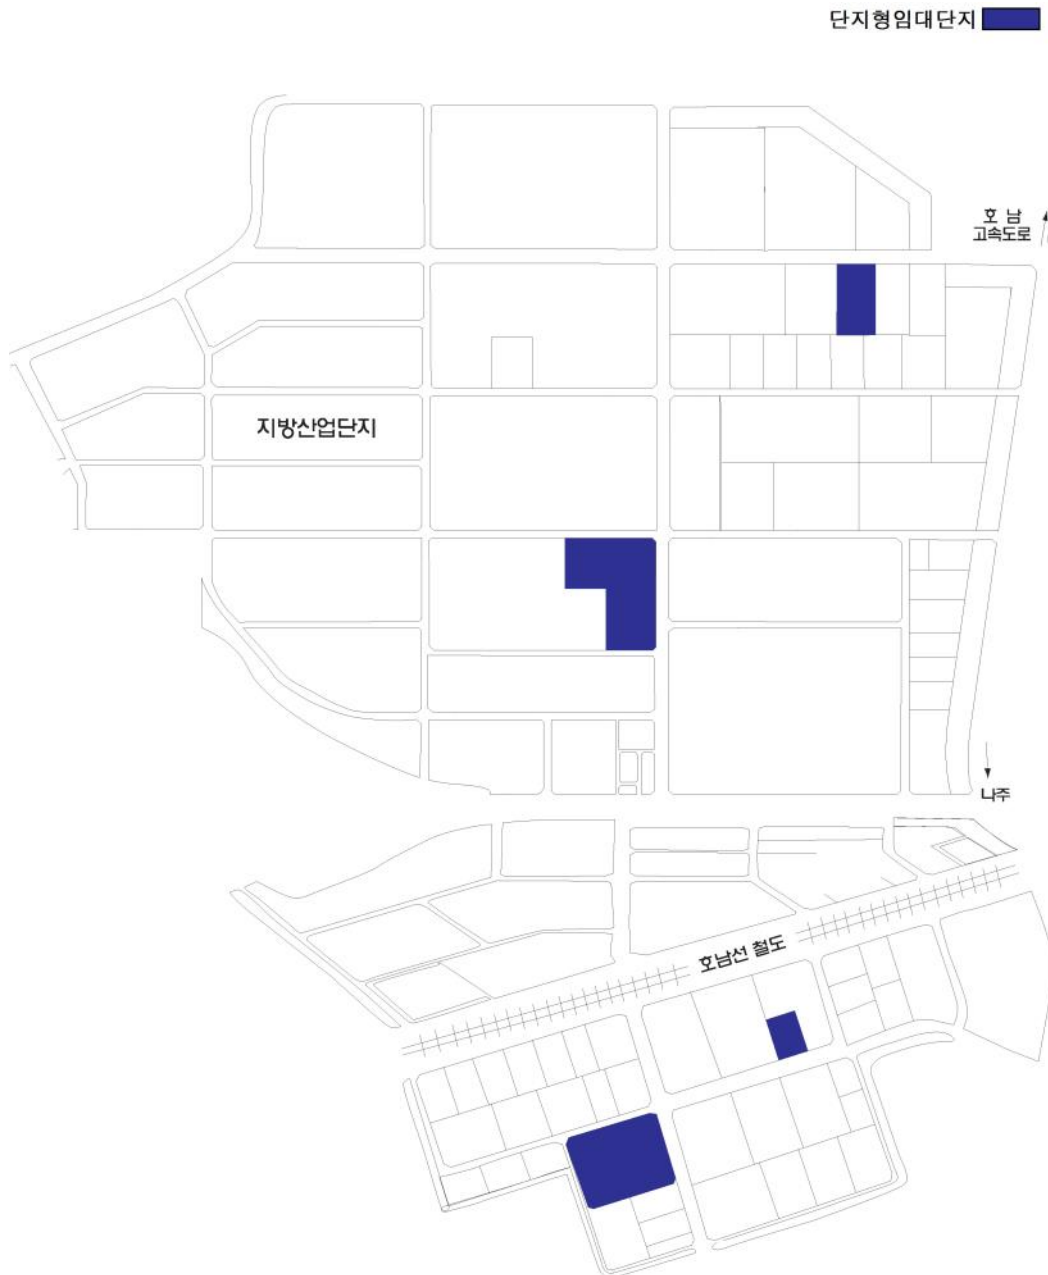 단지형임대단지
호 남
고속도로
지방산업단지
나주
호남선 철도